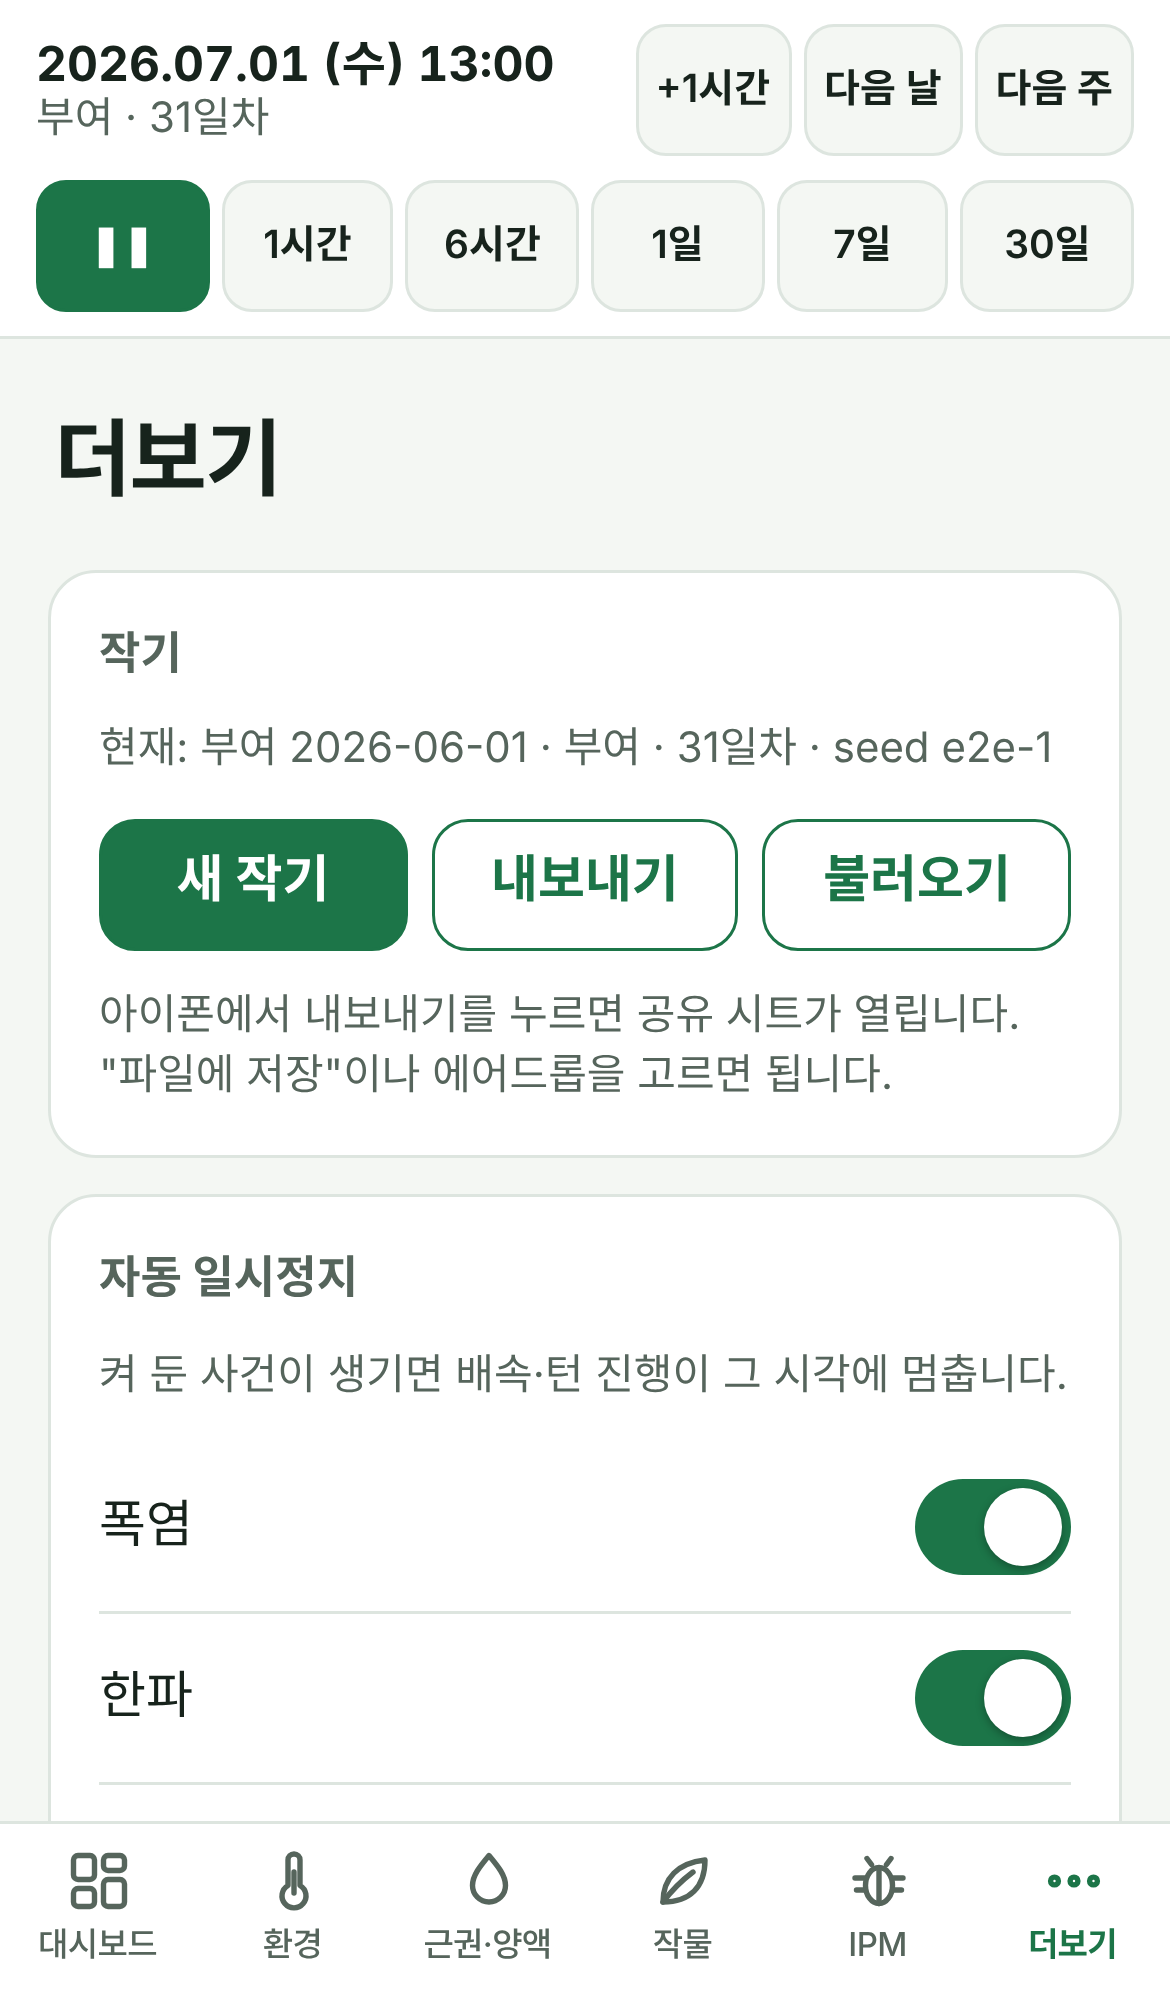 2026.07.01 (수) 13:00
부여 · 31일차
+1시간 다음 날 다음 주
1시간 6시간 1일 7일 30일
더보기
작기
현재: 부여 2026-06-01 · 부여 · 31일차 · seed e2e-1
새 작기 내보내기 불러오기
아이폰에서 내보내기를 누르면 공유 시트가 열립니다.
"파일에 저장"이나 에어드롭을 고르면 됩니다.
자동 일시정지
켜 둔 사건이 생기면 배속·턴 진행이 그 시각에 멈춥니다.
폭염
한파
대시보드 환경 근권·양액 작물 IPM 더보기